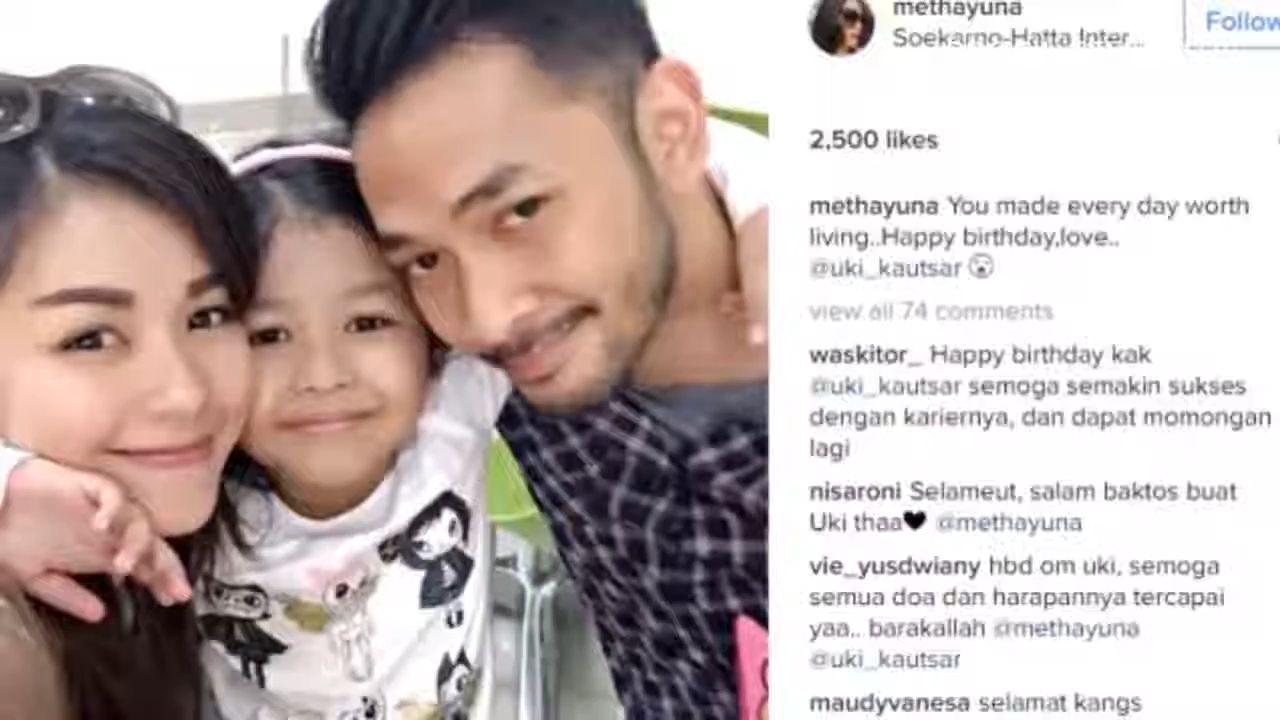 methayuna
Soekarno-Hatta Inter...
Follow
2,500 likes
methayuna You made every day worth
living..Happy birthday,love..
@uki_kautsar
view all 74 comments
waskitor_ Happy birthday kak
@uki_kautsar semoga semakin sukses
dengan kariernya, dan dapat momongan
lagi
nisaroni Selameut, salam baktos buat
Uki thaa🖤 @methayuna
vie_yusdwiany hbd om uki, semoga
semua doa dan harapannya tercapai
yaa.. barakallah @methayuna
@uki_kautsar
maudyvanesa selamat kangs